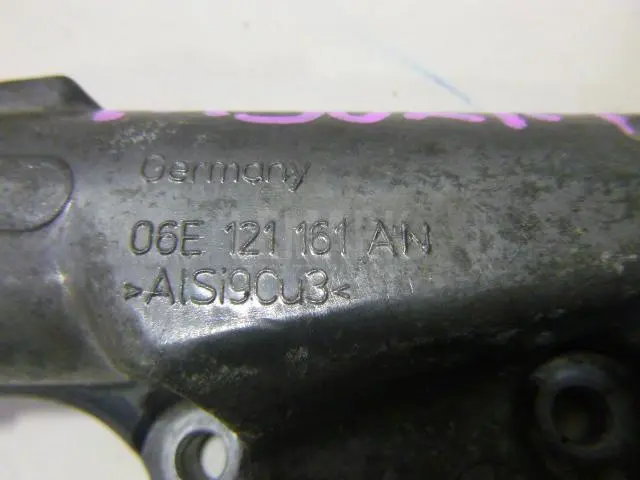 Germany
06E 121 161 AN
>AlSi9Cu3<